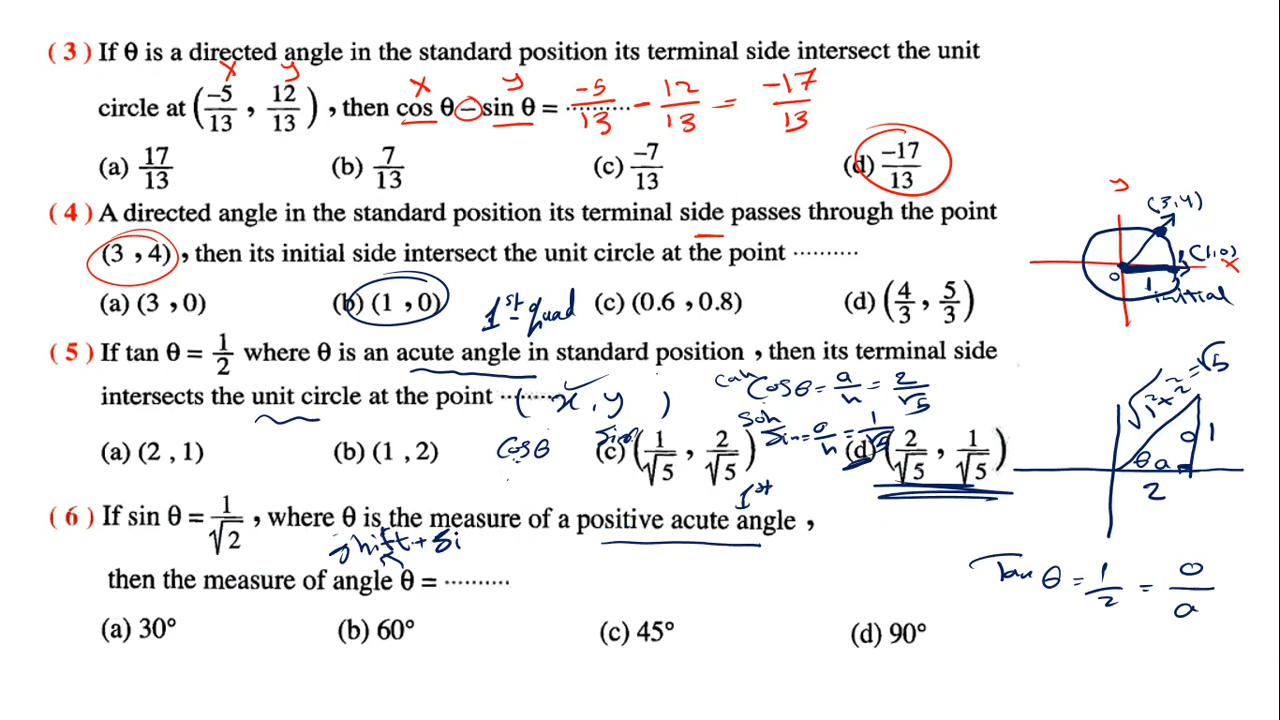 ( 3 ) If θ is a directed angle in the standard position its terminal side intersect the unit
x y x y
circle at (-5/13 , 12/13) , then cos θ − sin θ = ·········· -5/13 - 12/13 = -17/13
(a) 17/13 (b) 7/13 (c) -7/13 (d) -17/13
( 4 ) A directed angle in the standard position its terminal side passes through the point
(3 , 4) , then its initial side intersect the unit circle at the point ··········
(a) (3 , 0) (b) (1 , 0) (c) (0.6 , 0.8) (d) (4/3 , 5/3)
y
(3,4)
(1,0)
x
0
1
initial
1st quad
( 5 ) If tan θ = 1/2 where θ is an acute angle in standard position , then its terminal side
intersects the unit circle at the point ······ (x , y)
Cah Cos θ = a/h = 2/√5
Soh Sin = o/h = 1/√5
cos θ
(a) (2 , 1) (b) (1 , 2) (c) (1/√5 , 2/√5) (d) (2/√5 , 1/√5)
√1²+2² = √5
θ a o 1
2
Tan θ = 1/2 = o/a
1st
( 6 ) If sin θ = 1/√2 , where θ is the measure of a positive acute angle ,
shift + Si
then the measure of angle θ = ··········
(a) 30° (b) 60° (c) 45° (d) 90°